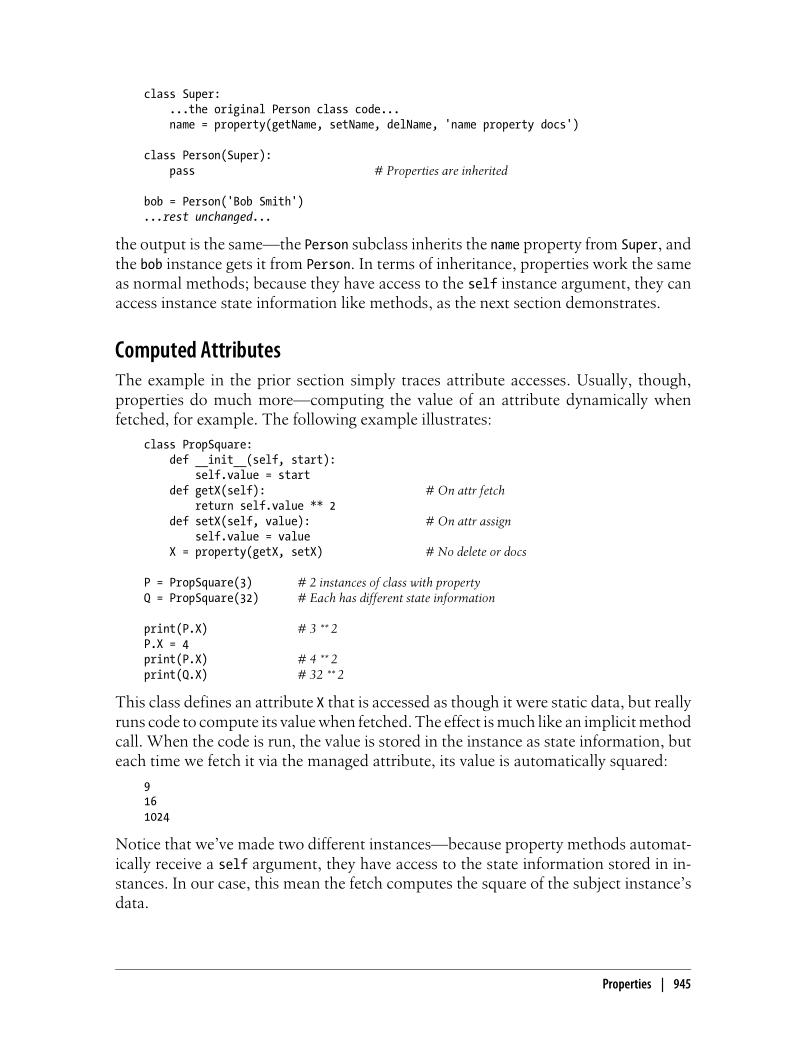 class Super:
    ...the original Person class code...
    name = property(getName, setName, delName, 'name property docs')

class Person(Super):
    pass                            # Properties are inherited

bob = Person('Bob Smith')
...rest unchanged...
the output is the same—the Person subclass inherits the name property from Super, and
the bob instance gets it from Person. In terms of inheritance, properties work the same
as normal methods; because they have access to the self instance argument, they can
access instance state information like methods, as the next section demonstrates.
Computed Attributes
The example in the prior section simply traces attribute accesses. Usually, though,
properties do much more—computing the value of an attribute dynamically when
fetched, for example. The following example illustrates:
class PropSquare:
    def __init__(self, start):
        self.value = start
    def getX(self):                         # On attr fetch
        return self.value ** 2
    def setX(self, value):                  # On attr assign
        self.value = value
    X = property(getX, setX)                # No delete or docs

P = PropSquare(3)       # 2 instances of class with property
Q = PropSquare(32)      # Each has different state information

print(P.X)              # 3 ** 2
P.X = 4
print(P.X)              # 4 ** 2
print(Q.X)              # 32 ** 2
This class defines an attribute X that is accessed as though it were static data, but really
runs code to compute its value when fetched. The effect is much like an implicit method
call. When the code is run, the value is stored in the instance as state information, but
each time we fetch it via the managed attribute, its value is automatically squared:
9
16
1024
Notice that we've made two different instances—because property methods automat-
ically receive a self argument, they have access to the state information stored in in-
stances. In our case, this mean the fetch computes the square of the subject instance's
data.
Properties | 945